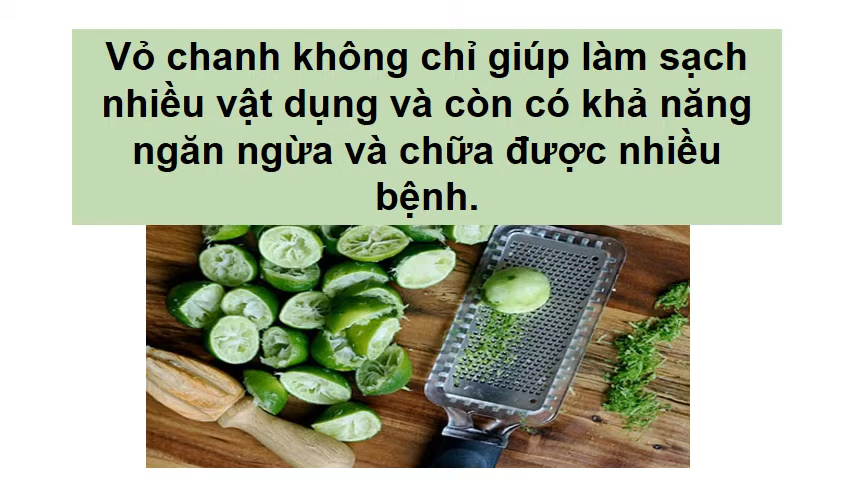 Vỏ chanh không chỉ giúp làm sạch
nhiều vật dụng và còn có khả năng
ngăn ngừa và chữa được nhiều
bệnh.